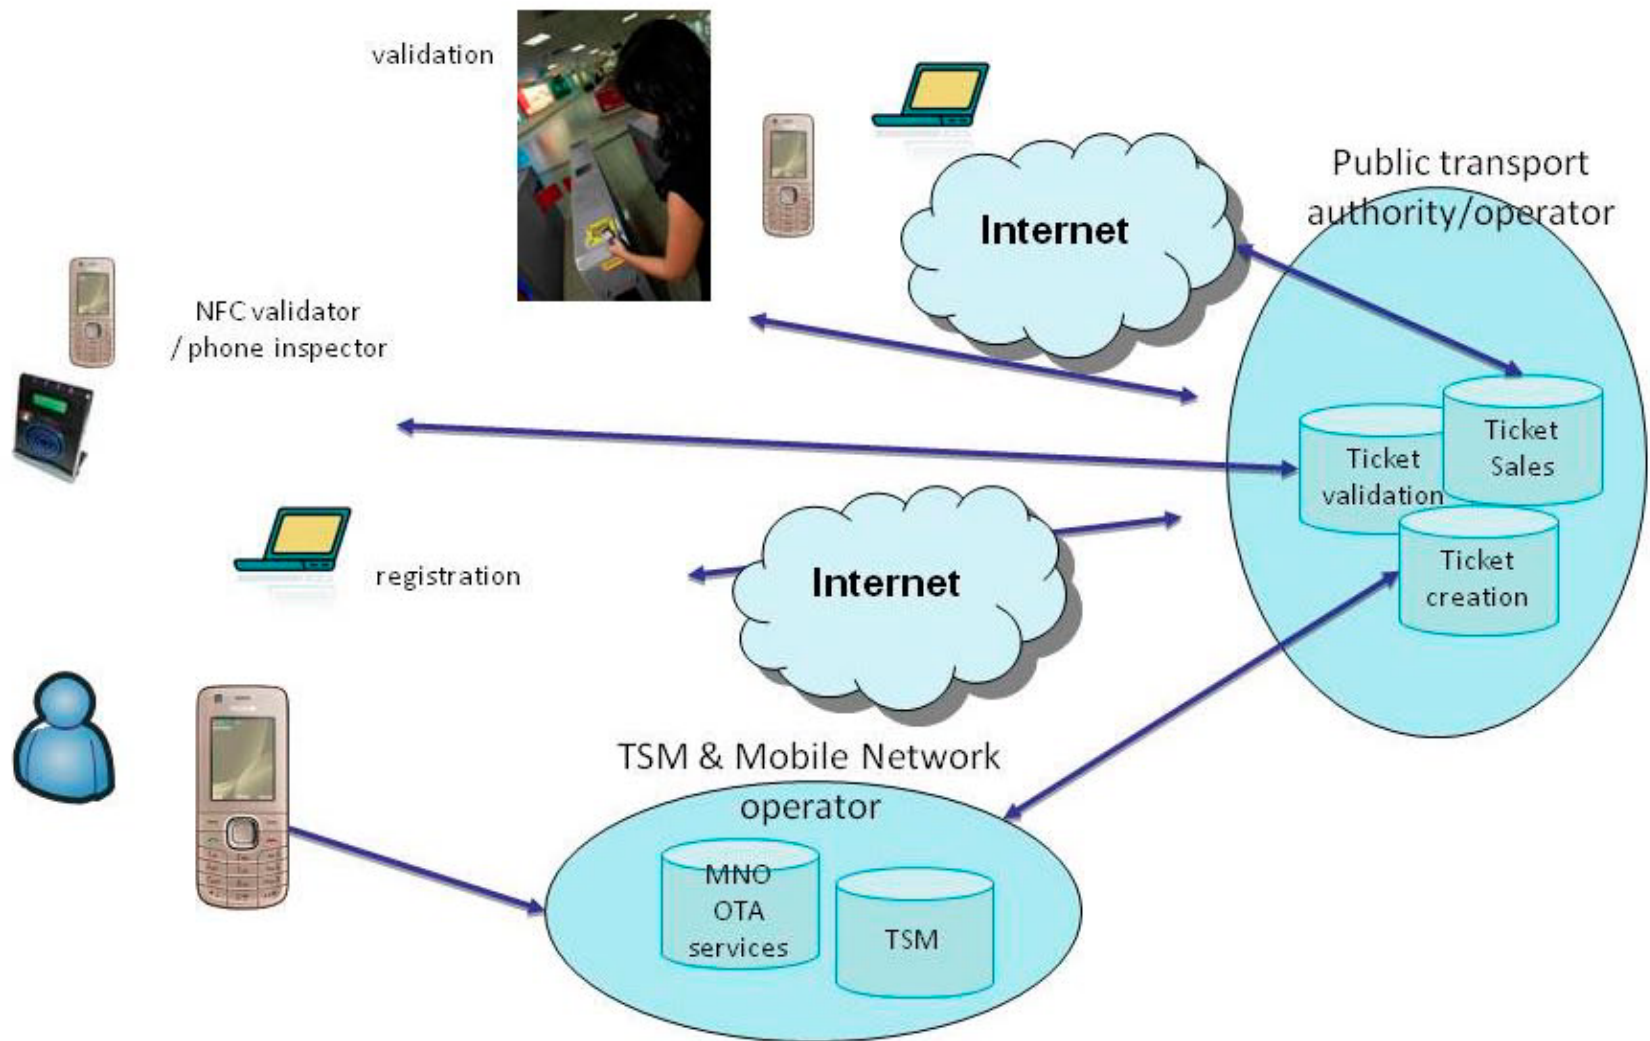 validation
Internet
Public transport
authority/operator
NFC validator
/ phone inspector
Ticket
Sales
Ticket
validation
Ticket
creation
registration
Internet
TSM & Mobile Network
operator
MNO
OTA
services
TSM